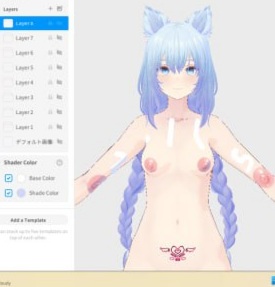 Layers
Layer 8
Layer 7
Layer 6
Layer 5
Layer 4
Layer 3
Layer 2
Layer 1
デフォルト画像
Shader Color
Base Color
Shade Color
Add a Template